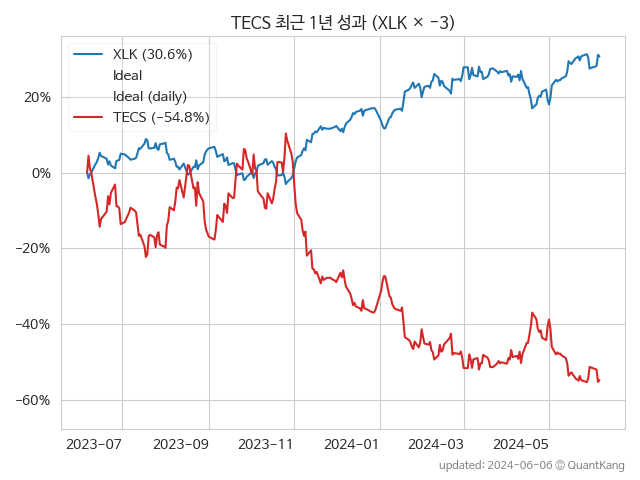 TECS 최근 1년 성과 (XLK × −3)
XLK (30.6%)
Ideal
Ideal (daily)
TECS (−54.8%)
20%
0%
−20%
−40%
−60%
2023-07 2023-09 2023-11 2024-01 2024-03 2024-05
updated: 2024-06-06 © QuantKang